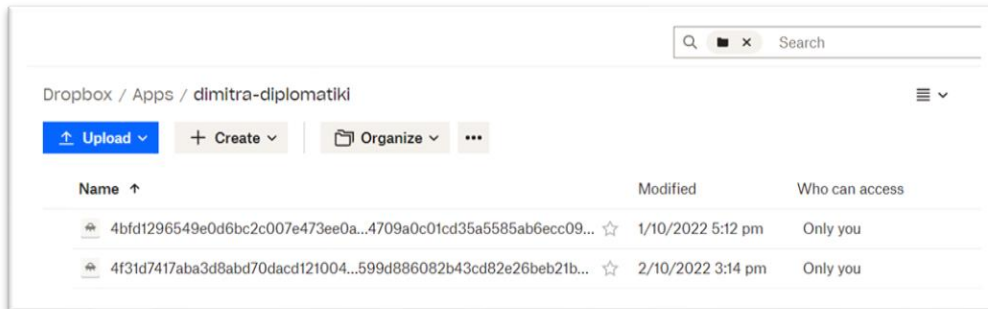 Search
Dropbox / Apps / dimitra-diplomatiki
Upload + Create Organize •••
Name ↑ Modified Who can access
4bfd1296549e0d6bc2c007e473ee0a...4709a0c01cd35a5585ab6ecc09... 1/10/2022 5:12 pm Only you
4f31d7417aba3d8abd70dacd121004...599d886082b43cd82e26beb21b... 2/10/2022 3:14 pm Only you